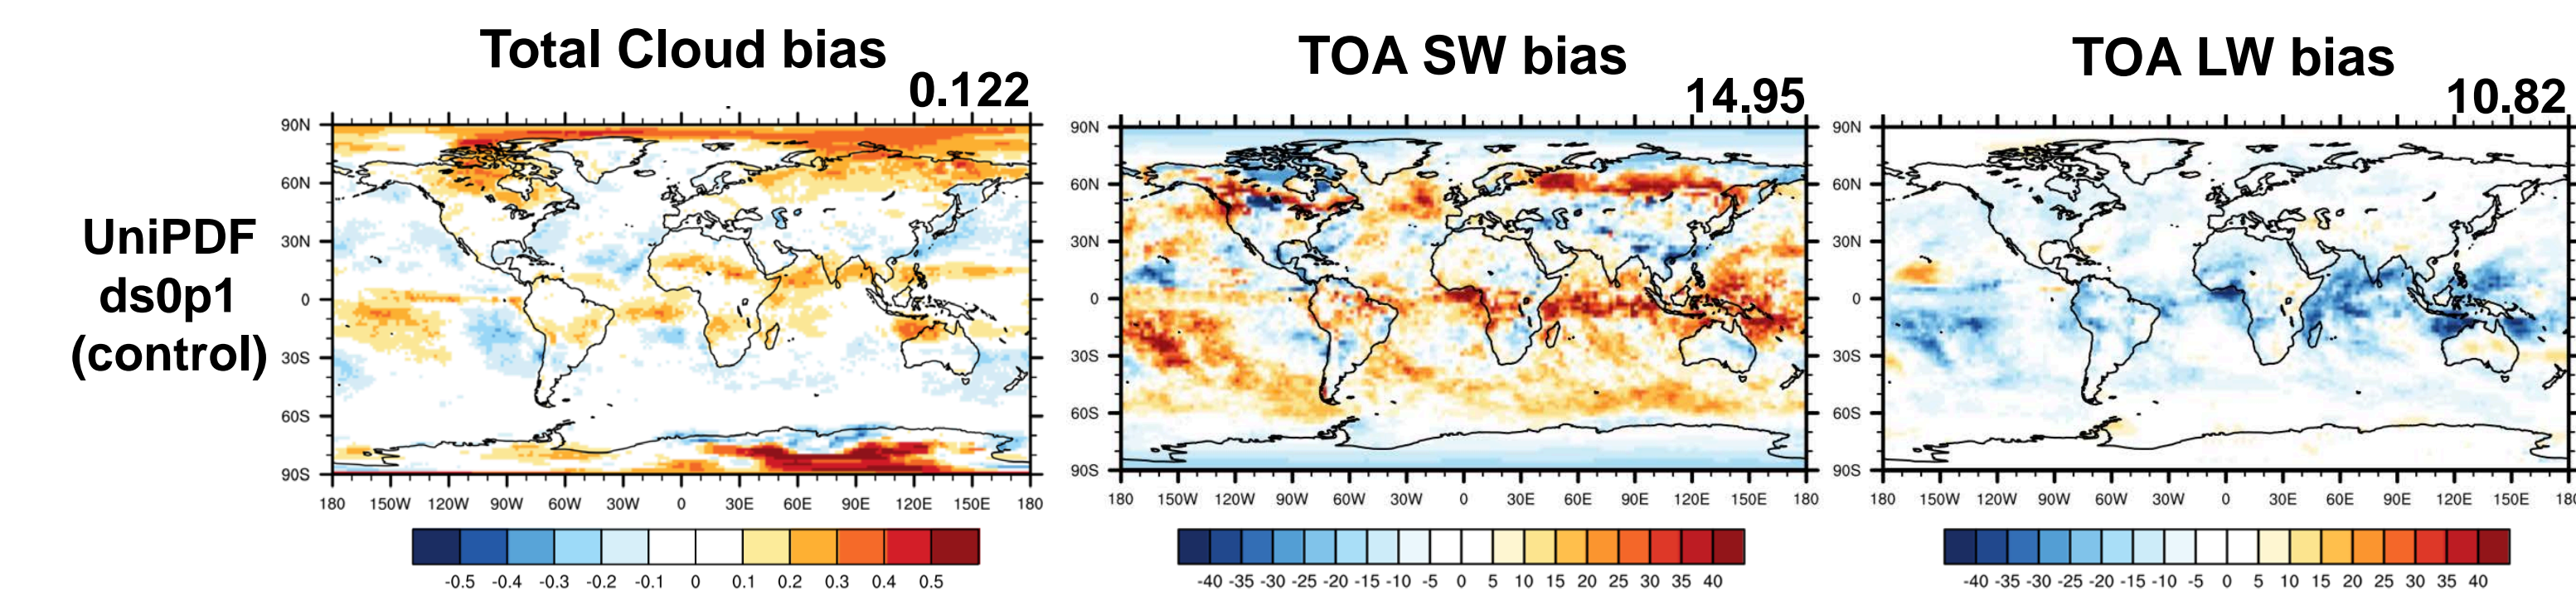 Total Cloud bias
0.122
TOA SW bias
14.95
TOA LW bias
10.82
UniPDF
ds0p1
(control)
90N
60N
30N
0
30S
60S
90S
180 150W 120W 90W 60W 30W 0 30E 60E 90E 120E 150E 180
-0.5 -0.4 -0.3 -0.2 -0.1 0 0.1 0.2 0.3 0.4 0.5
90N
60N
30N
0
30S
60S
90S
180 150W 120W 90W 60W 30W 0 30E 60E 90E 120E 150E 180
-40 -35 -30 -25 -20 -15 -10 -5 0 5 10 15 20 25 30 35 40
90N
60N
30N
0
30S
60S
90S
180 150W 120W 90W 60W 30W 0 30E 60E 90E 120E 150E 18
-40 -35 -30 -25 -20 -15 -10 -5 0 5 10 15 20 25 30 35 40